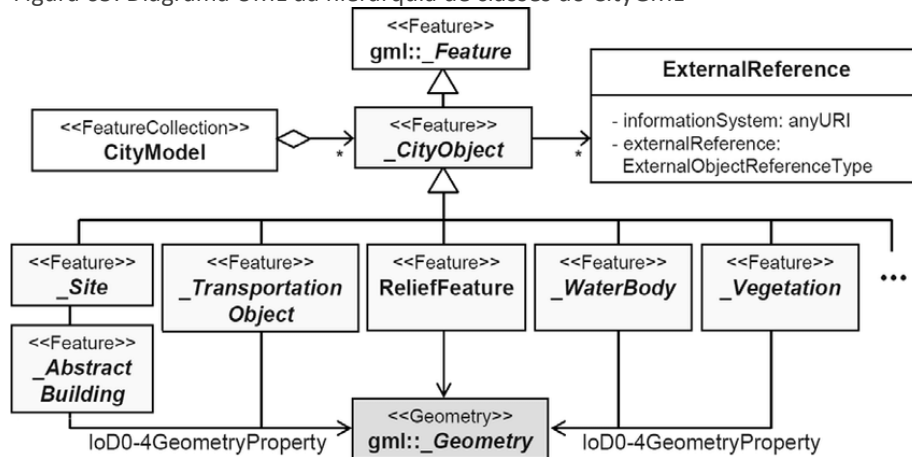 Figura 63: Diagrama UML da hierarquia de classes do CityGML
<<Feature>>
gml::_Feature
ExternalReference
- informationSystem: anyURI
- externalReference:
ExternalObjectReferenceType
<<FeatureCollection>>
CityModel
*
<<Feature>>
_CityObject
*
<<Feature>>
_Site
<<Feature>>
_Transportation
Object
<<Feature>>
ReliefFeature
<<Feature>>
_WaterBody
<<Feature>>
_Vegetation
...
<<Feature>>
_Abstract
Building
<<Geometry>>
gml::_Geometry
loD0-4GeometryProperty
loD0-4GeometryProperty